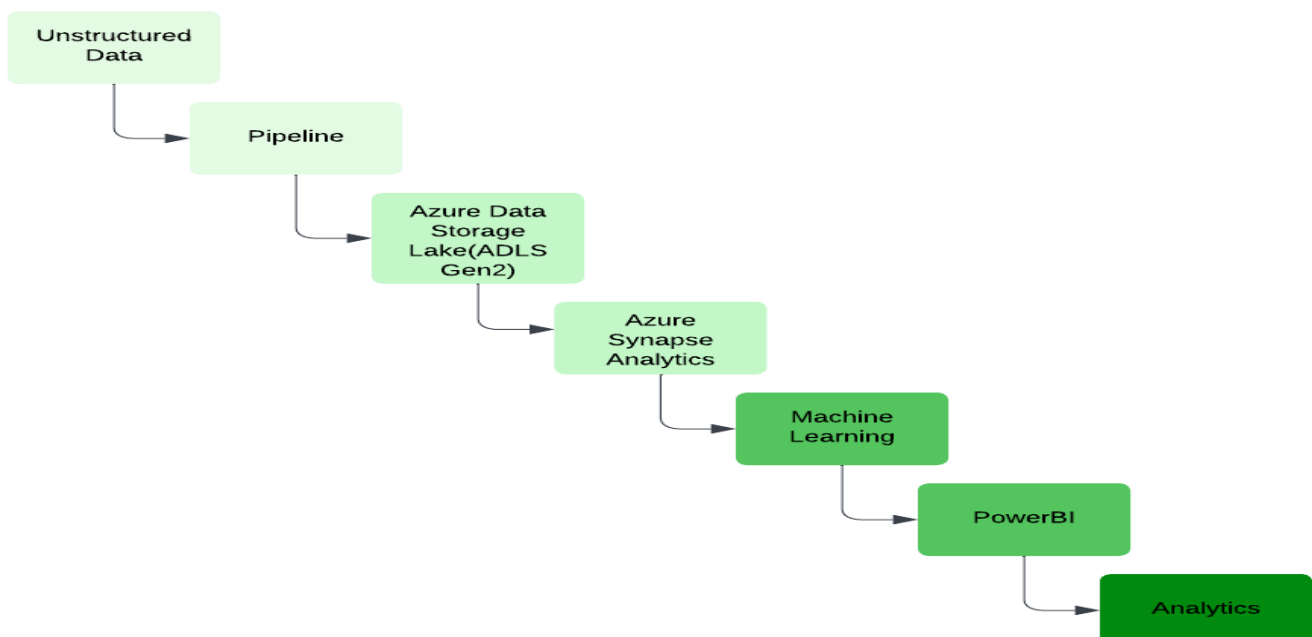 Unstructured
Data
Pipeline
Azure Data
Storage
Lake(ADLS
Gen2)
Azure
Synapse
Analytics
Machine
Learning
PowerBI
Analytics